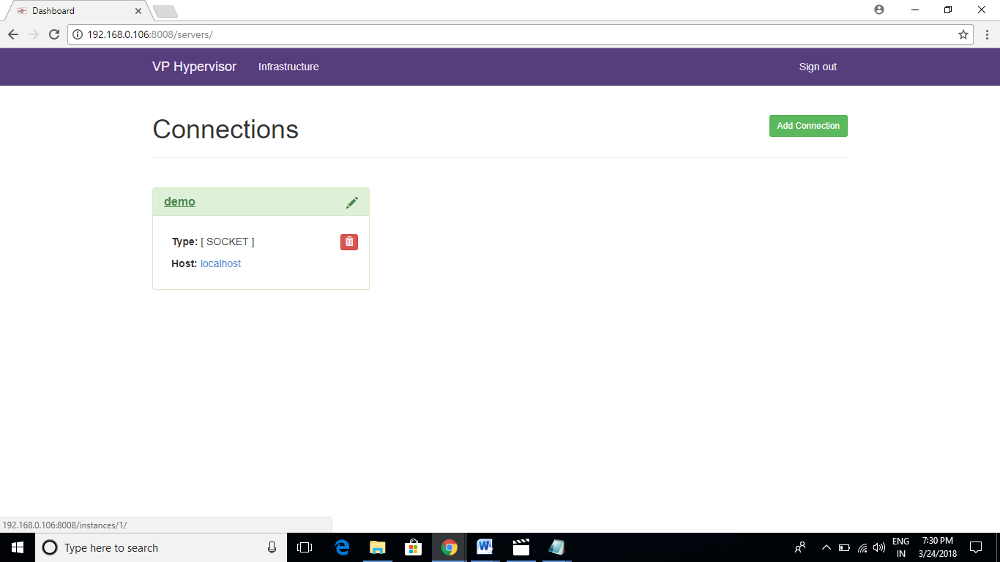 Dashboard
192.168.0.106:8008/servers/
VP Hypervisor Infrastructure Sign out
Connections Add Connection
demo
Type: [ SOCKET ]
Host: localhost
192.168.0.106:8008/instances/1/
Type here to search
ENG
IN
7:30 PM
3/24/2018